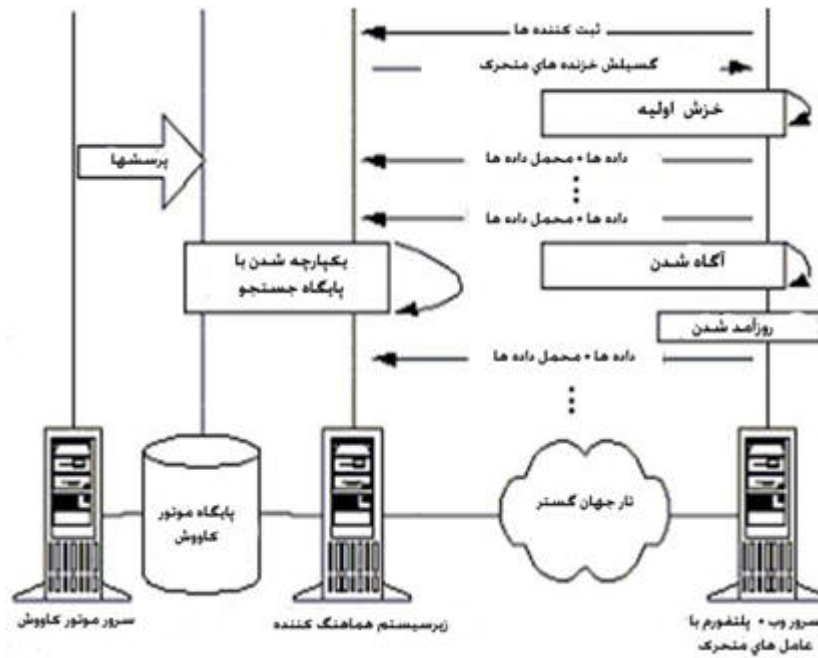 ثبت کننده ها
گسیلش خزنده های متحرک
خزش اولیه
پرسشها
داده ها + محمل داده ها
داده ها + محمل داده ها
یکپارچه شدن با
پایگاه جستجو
آگاه شدن
روزآمد شدن
داده ها + محمل داده ها
پایگاه موتور
کاووش
تار جهان گستر
سرور موتور کاووش
زیرسیستم هماهنگ کننده
سرور وب + پلتفورم با
عامل های متحرک